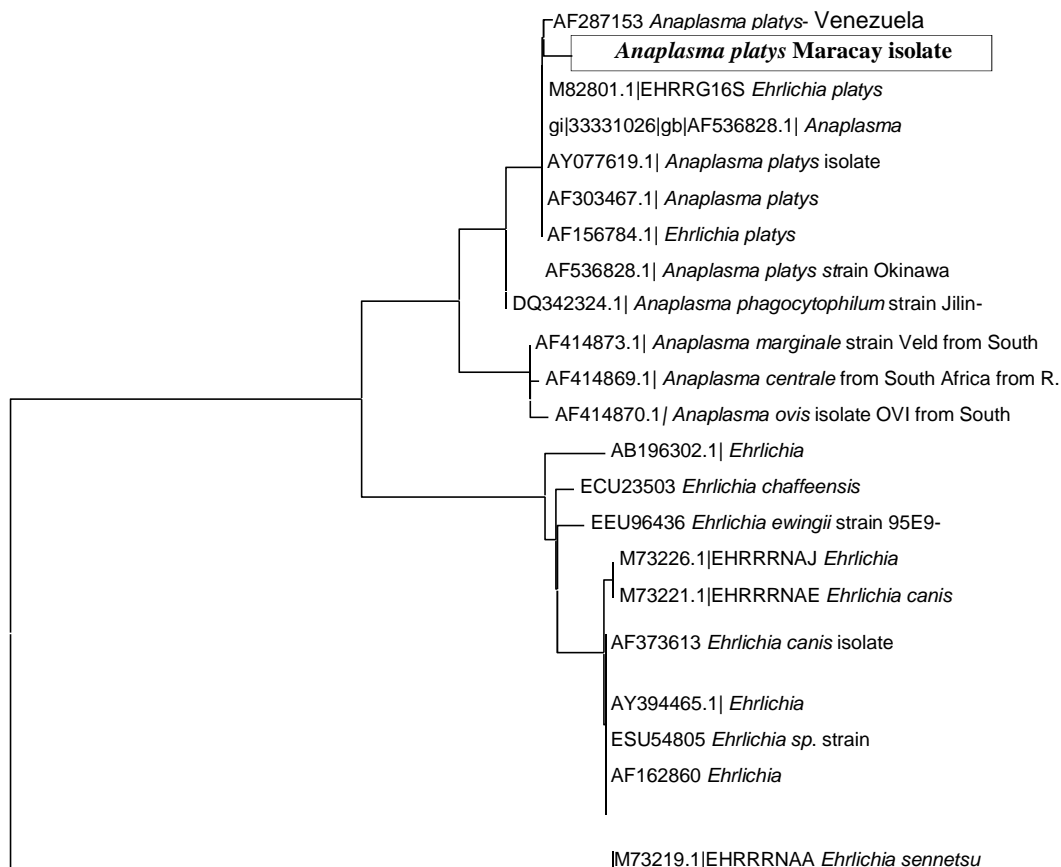 AF287153 Anaplasma platys- Venezuela
Anaplasma platys Maracay isolate
M82801.1|EHRRG16S Ehrlichia platys
gi|33331026|gb|AF536828.1| Anaplasma
AY077619.1| Anaplasma platys isolate
AF303467.1| Anaplasma platys
AF156784.1| Ehrlichia platys
AF536828.1| Anaplasma platys strain Okinawa
DQ342324.1| Anaplasma phagocytophilum strain Jilin-
AF414873.1| Anaplasma marginale strain Veld from South
AF414869.1| Anaplasma centrale from South Africa from R.
AF414870.1| Anaplasma ovis isolate OVI from South
AB196302.1| Ehrlichia
ECU23503 Ehrlichia chaffeensis
EEU96436 Ehrlichia ewingii strain 95E9-
M73226.1|EHRRRNAJ Ehrlichia
M73221.1|EHRRRNAE Ehrlichia canis
AF373613 Ehrlichia canis isolate
AY394465.1| Ehrlichia
ESU54805 Ehrlichia sp. strain
AF162860 Ehrlichia
M73219.1|EHRRRNAA Ehrlichia sennetsu